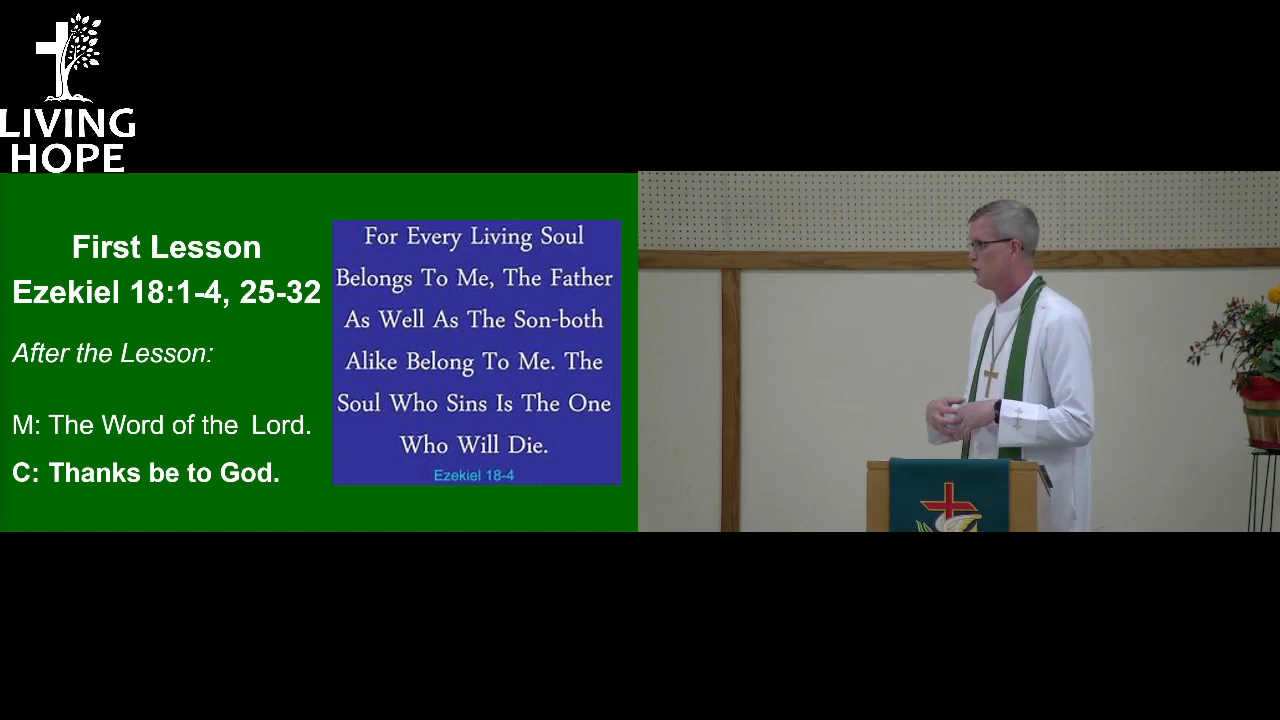 LIVING
HOPE
First Lesson
Ezekiel 18:1-4, 25-32
After the Lesson:
M: The Word of the Lord.
C: Thanks be to God.
For Every Living Soul
Belongs To Me, The Father
As Well As The Son-both
Alike Belong To Me. The
Soul Who Sins Is The One
Who Will Die.
Ezekiel 18-4